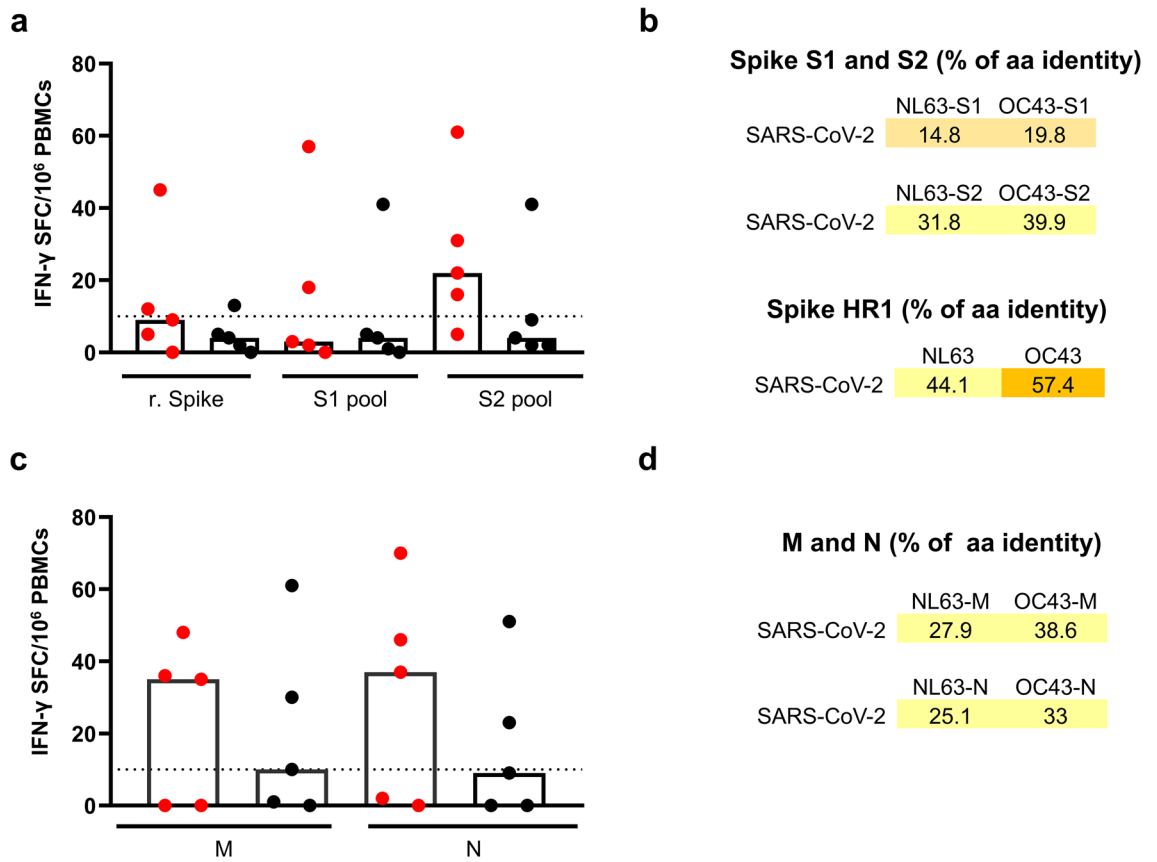 a
80
60
40
20
0
IFN-γ SFC/10⁶ PBMCs
r. Spike S1 pool S2 pool
b
Spike S1 and S2 (% of aa identity)
NL63-S1 OC43-S1
SARS-CoV-2 14.8 19.8
NL63-S2 OC43-S2
SARS-CoV-2 31.8 39.9
Spike HR1 (% of aa identity)
NL63 OC43
SARS-CoV-2 44.1 57.4
c
80
60
40
20
0
IFN-γ SFC/10⁶ PBMCs
M N
d
M and N (% of aa identity)
NL63-M OC43-M
SARS-CoV-2 27.9 38.6
NL63-N OC43-N
SARS-CoV-2 25.1 33